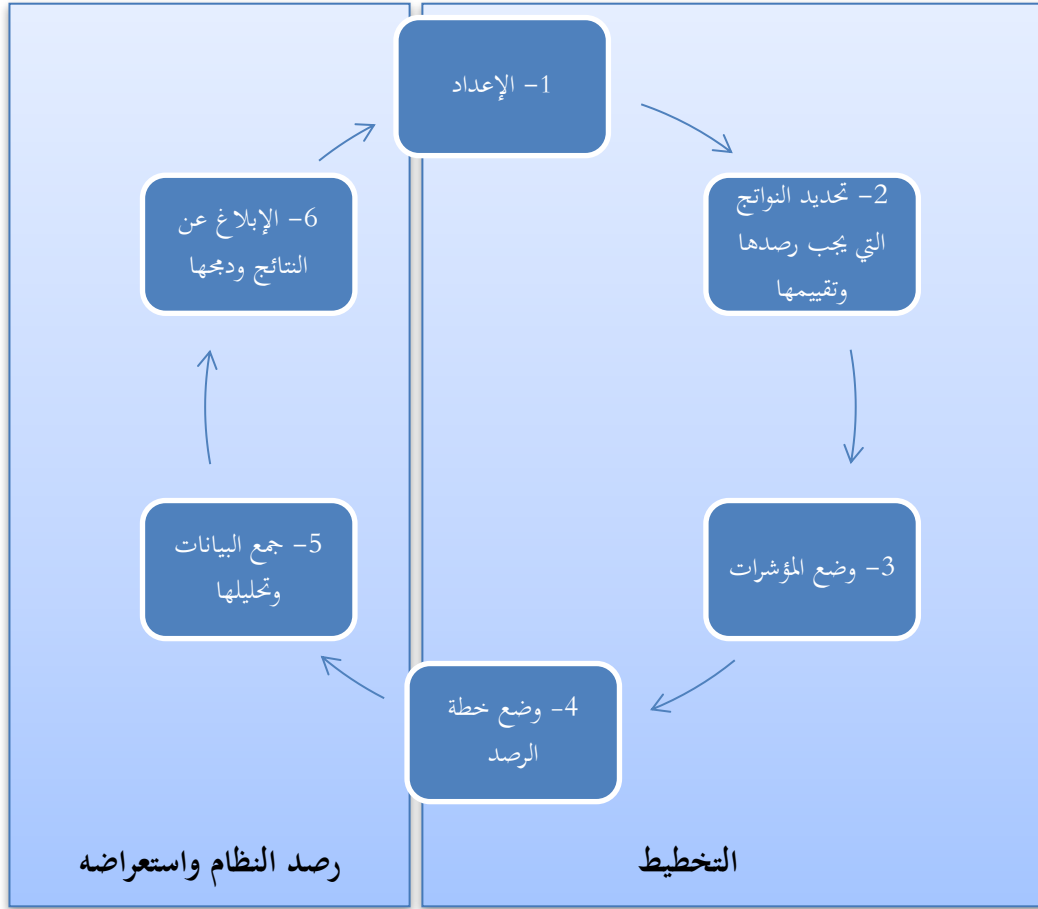 1- الإعداد
2- تحديد النواتج
التي يجب رصدها
وتقييمها
3- وضع المؤشرات
4- وضع خطة
الرصد
5- جمع البيانات
وتحليلها
6- الإبلاغ عن
النتائج ودمجها
التخطيط
رصد النظام واستعراضه